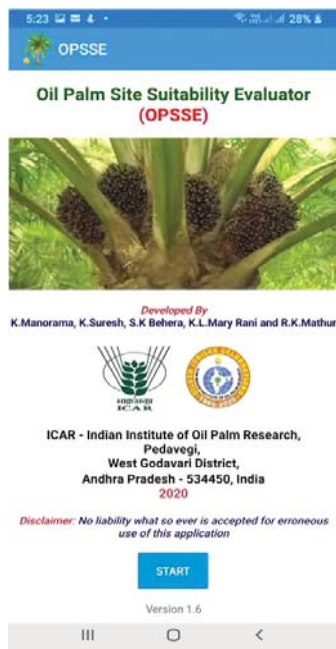 5:23
28%
OPSSE
Oil Palm Site Suitability Evaluator
(OPSSE)
Developed By
K.Manorama, K.Suresh, S.K Behera, K.L.Mary Rani and R.K.Mathur
ICAR
ICAR - Indian Institute of Oil Palm Research,
Pedavegi,
West Godavari District,
Andhra Pradesh - 534450, India
2020
Disclaimer: No liability what so ever is accepted for erroneous
use of this application
START
Version 1.6